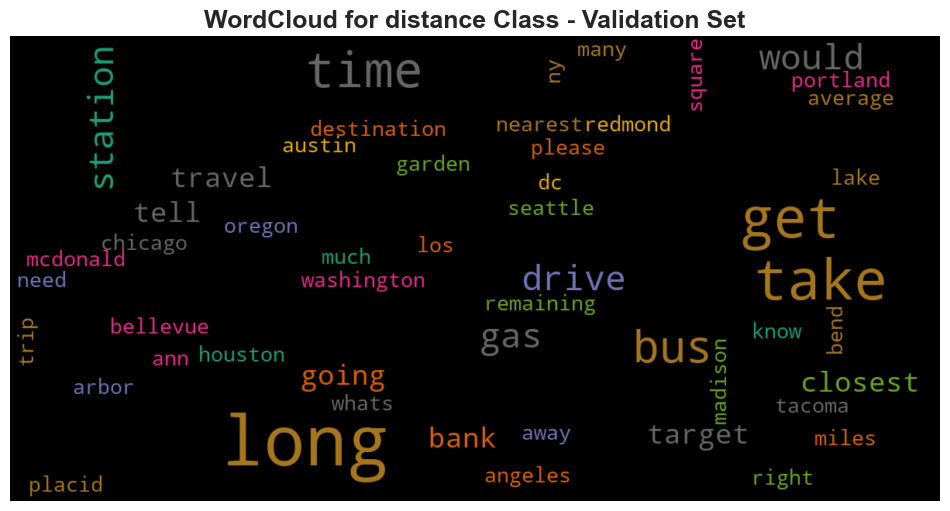 WordCloud for distance Class - Validation Set
station
time
ny
many
square
would
portland
average
destination
austin
nearest
redmond
please
garden
travel
dc
lake
tell
seattle
oregon
get
chicago
los
mcdonald
much
need
washington
drive
take
remaining
trip
bellevue
gas
bus
know
bend
ann
houston
arbor
going
madison
closest
whats
tacoma
long
bank
away
target
miles
placid
angeles
right